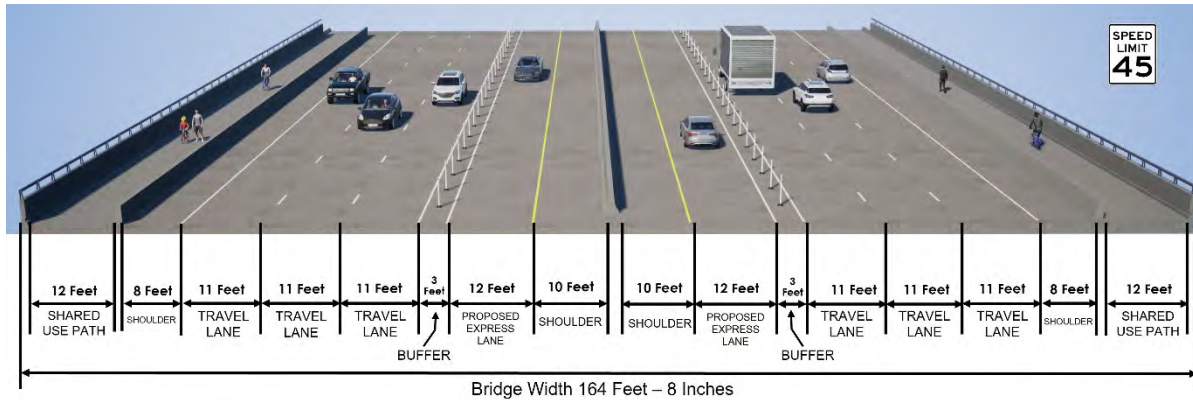 SPEED
LIMIT
45
12 Feet
SHARED
USE PATH
8 Feet
SHOULDER
11 Feet
TRAVEL
LANE
11 Feet
TRAVEL
LANE
11 Feet
TRAVEL
LANE
3
Feet
BUFFER
12 Feet
PROPOSED
EXPRESS
LANE
10 Feet
SHOULDER
10 Feet
SHOULDER
12 Feet
PROPOSED
EXPRESS
LANE
3
Feet
BUFFER
11 Feet
TRAVEL
LANE
11 Feet
TRAVEL
LANE
11 Feet
TRAVEL
LANE
8 Feet
SHOULDER
12 Feet
SHARED
USE PATH
Bridge Width 164 Feet – 8 Inches